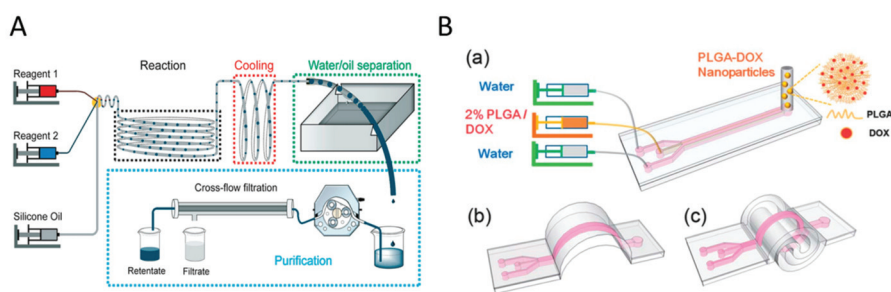 A
Reagent 1
Reagent 2
Silicone Oil
Reaction
Cooling
Water/oil separation
Cross-flow filtration
Retentate
Filtrate
Purification
B
(a)
Water
2% PLGA /
DOX
Water
PLGA-DOX
Nanoparticles
PLGA
DOX
(b)
(c)